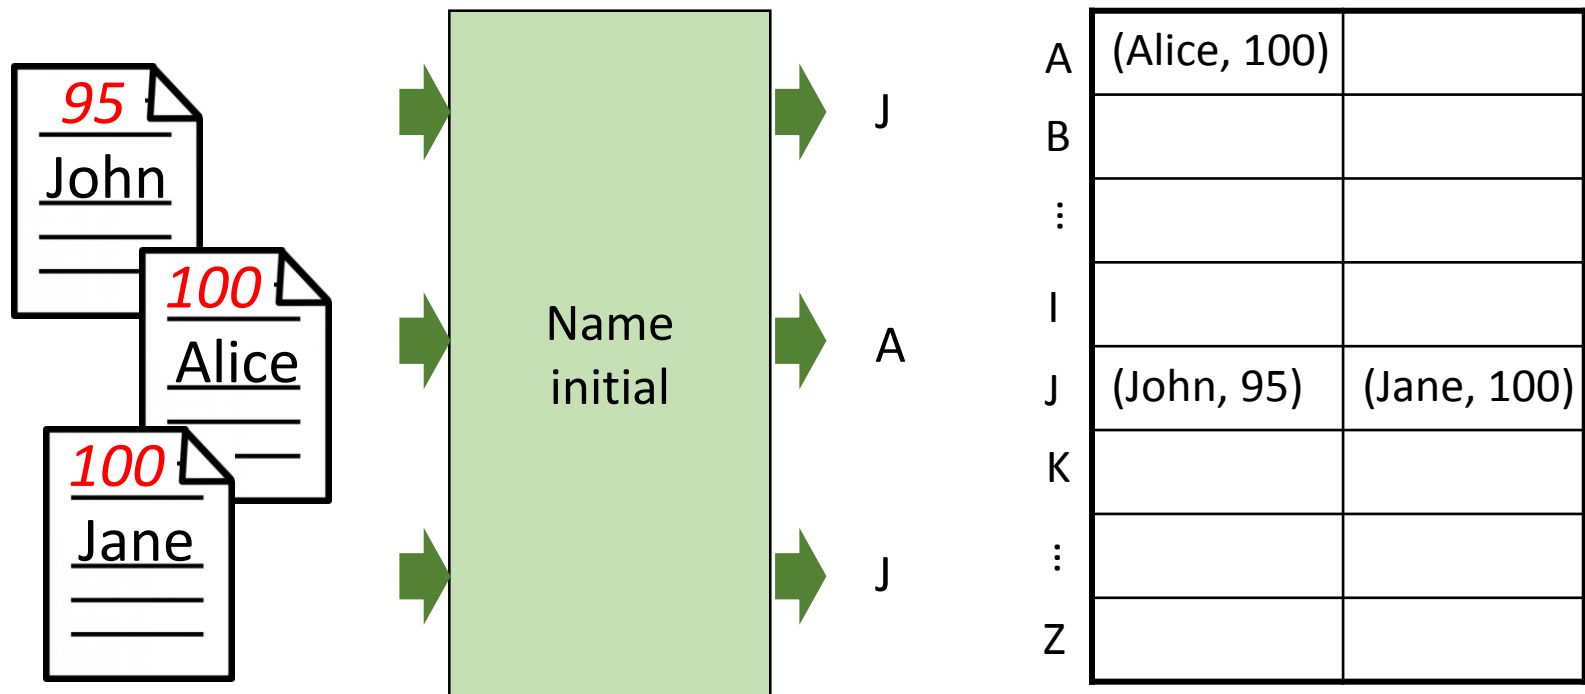 95
John
100
Alice
100
Jane
Name
initial
J
A
J
A (Alice, 100)
B
⋮
I
J (John, 95) (Jane, 100)
K
⋮
Z